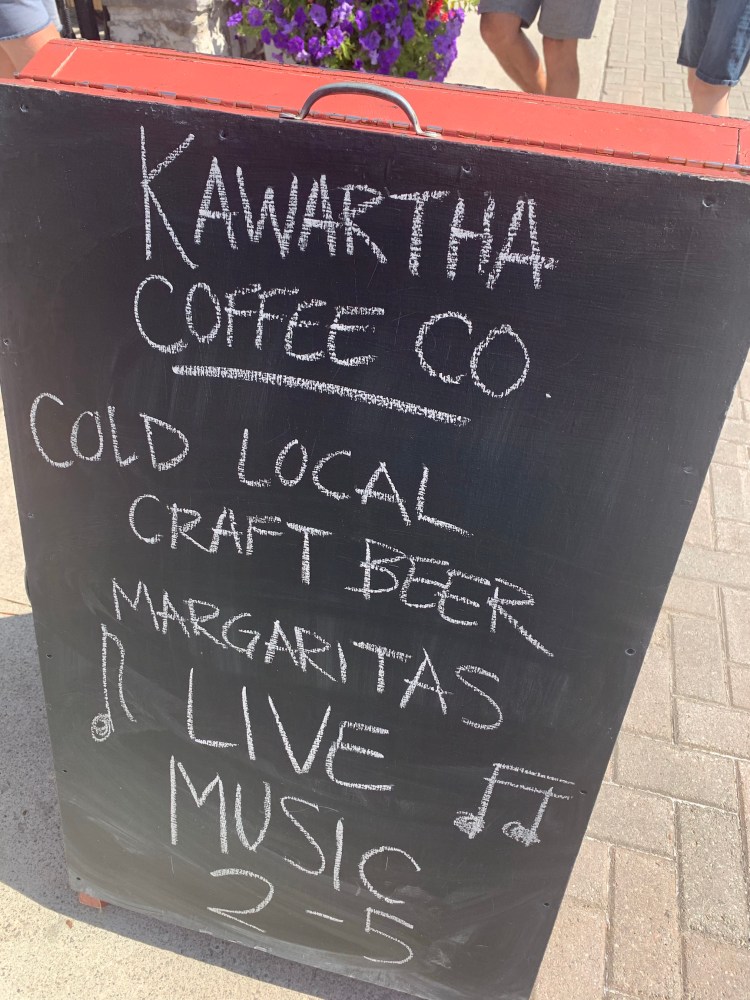 KAWARTHA
COFFEE CO.
COLD LOCAL
CRAFT BEER
MARGARITAS
LIVE
MUSIC
2-5